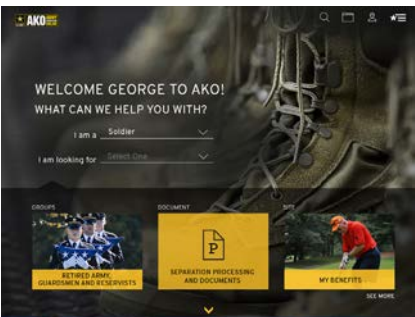 AKO
WELCOME GEORGE TO AKO!
WHAT CAN WE HELP YOU WITH?
I am a Soldier
I am looking for Select One
GROUPS
DOCUMENT
SITE
P
RETIRED ARMY,
GUARDSMEN AND RESERVISTS
SEPARATION PROCESSING
AND DOCUMENTS
MY BENEFITS
SEE MORE